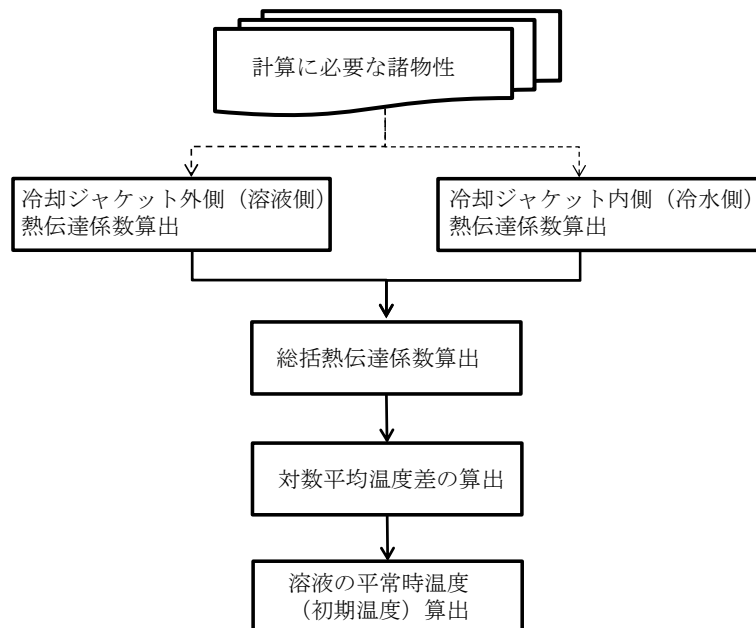 計算に必要な諸物性
冷却ジャケット外側（溶液側）
熱伝達係数算出
冷却ジャケット内側（冷水側）
熱伝達係数算出
総括熱伝達係数算出
対数平均温度差の算出
溶液の平常時温度
（初期温度）算出